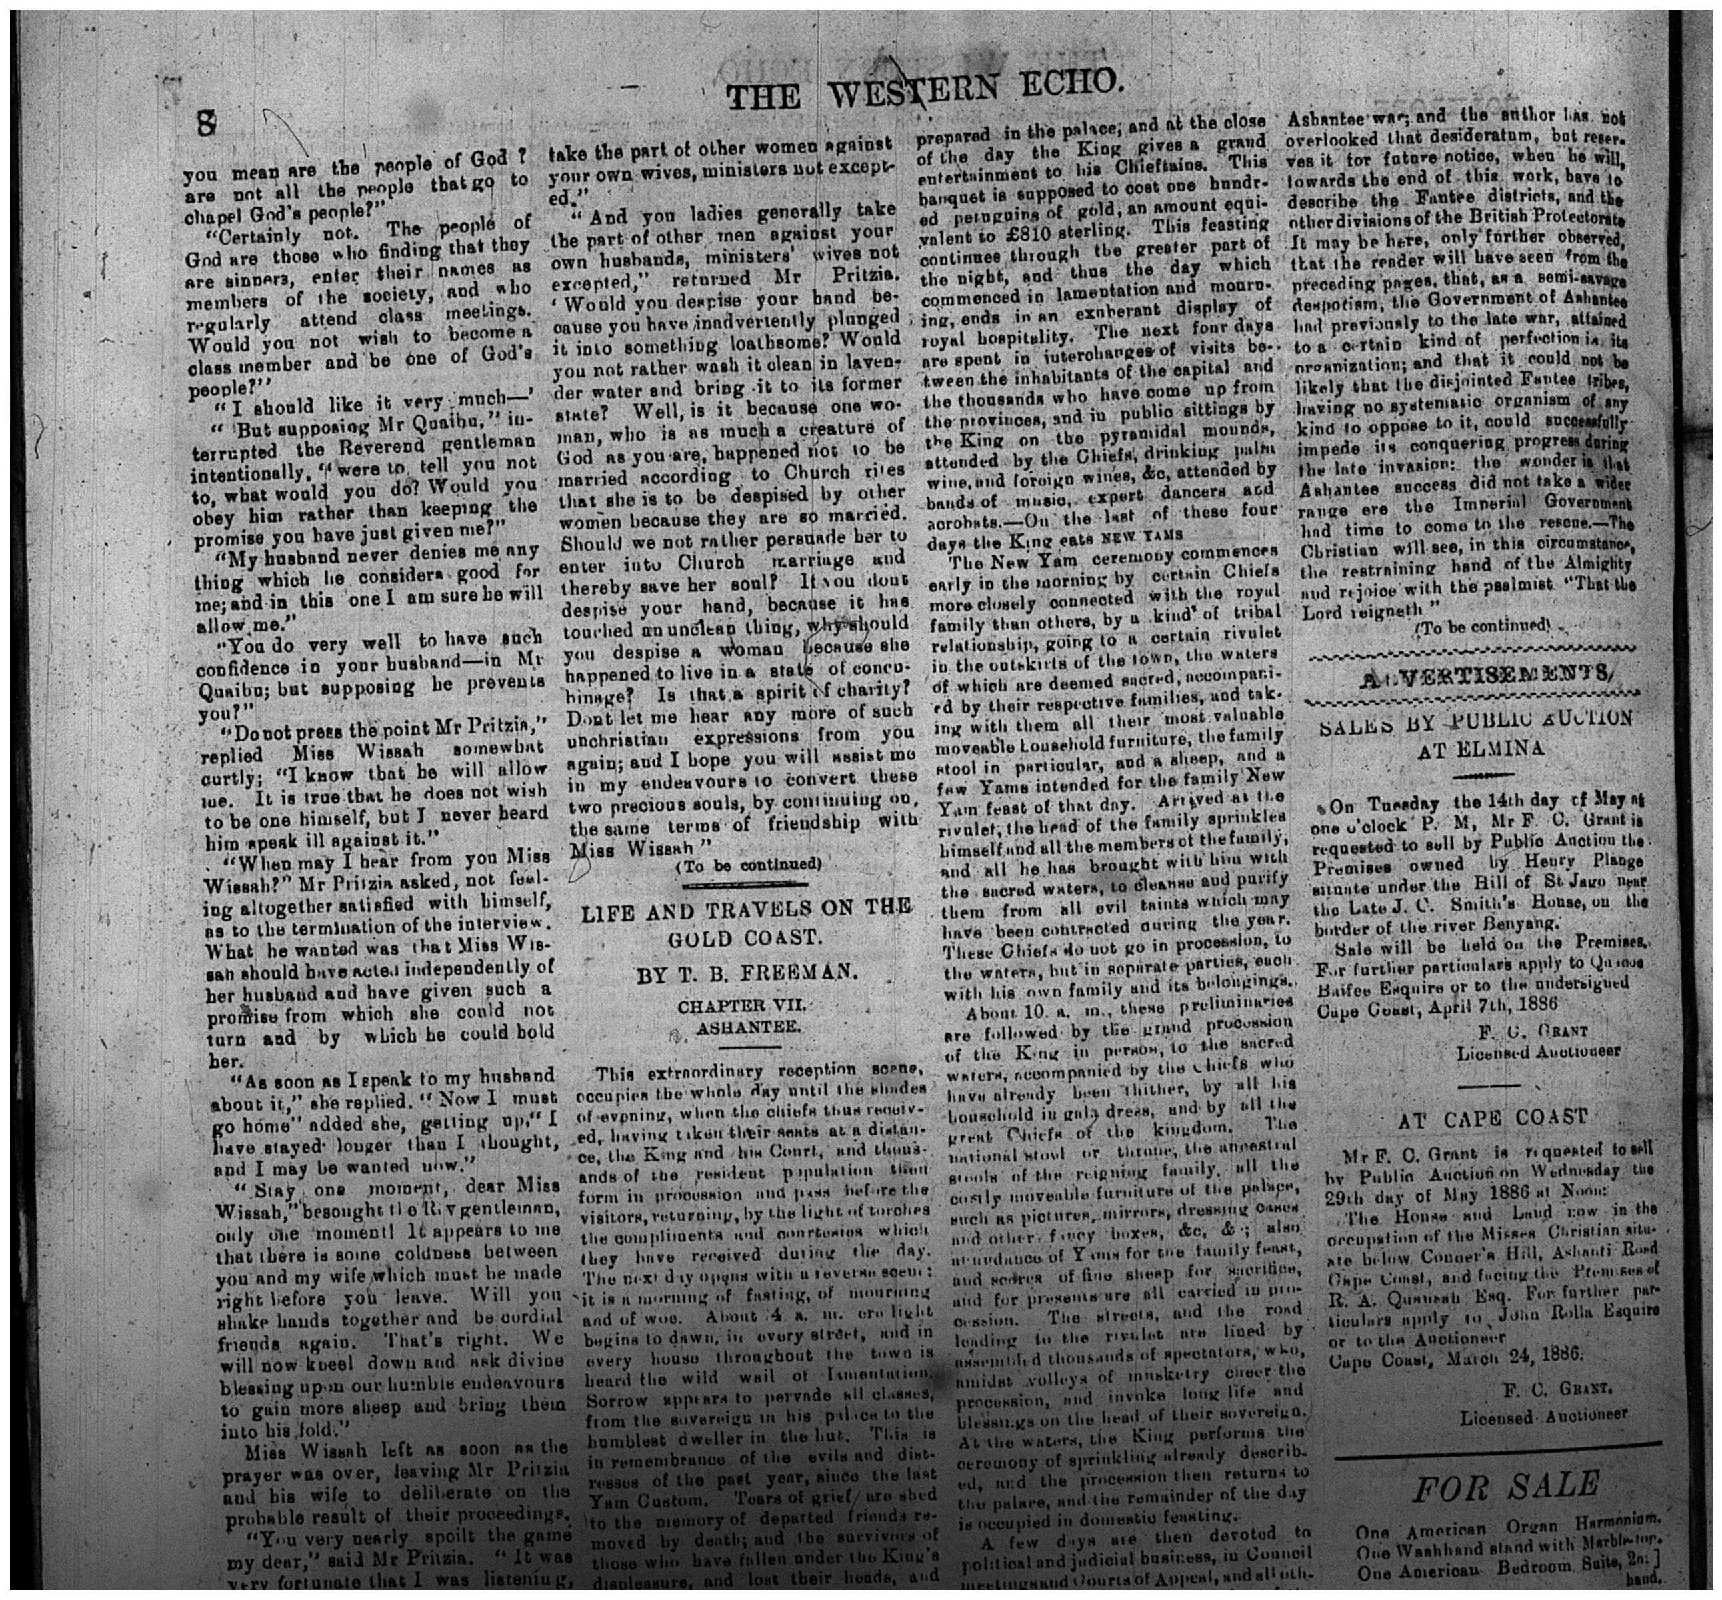 8
THE WESTERN ECHO.
you mean are the people of God ?
are not all the people that go to
chapel God's people?"
"Certainly not. The people of
God are those who finding that they
are sinners, enter their names as
members of the society, and who
regularly attend class meetings.
Would you not wish to become a
class member and be one of God's
people?"
"I should like it very much—'
" But supposing Mr Quaibu," in-
terrupted the Reverend gentleman
intentionally, "were to tell you not
to, what would you do? Would you
obey him rather than keeping the
promise you have just given me?"
"My husband never denies me any
thing which he considers good for
me; and in this one I am sure he will
allow me."
"You do very well to have such
confidence in your husband—in Mr
Quaibu; but supposing he prevents
you?"
"Do not press the point Mr Pritzia,"
replied Miss Wissah somewhat
curtly; "I know that he will allow
me. It is true that he does not wish
to be one himself, but I never heard
him speak ill against it."
"When may I hear from you Miss
Wissah?" Mr Pritzia asked, not feel-
ing altogether satisfied with himself,
as to the termination of the interview.
What he wanted was that Miss Wis-
sah should have acted independently of
her husband and have given such a
promise from which she could not
turn and by which he could hold
her.
"As soon as I speak to my husband
about it," she replied. "Now I must
go home" added she, getting up, "I
have stayed longer than I thought,
and I may be wanted now."
"Stay one moment, dear Miss
Wissah," besought the Rev gentleman,
only one moment! It appears to me
that there is some coldness between
you and my wife which must be made
right before you leave. Will you
shake hands together and be cordial
friends again. That's right. We
will now kneel down and ask divine
blessing upon our humble endeavours
to gain more sheep and bring them
into his fold."
Miss Wissah left as soon as the
prayer was over, leaving Mr Pritzia
and his wife to deliberate on the
probable result of their proceedings.
"You very nearly spoilt the game
my dear," said Mr Pritzia. "It was
very fortunate that I was listening,
take the part of other women against
your own wives, ministers not except-
ed."
"And you ladies generally take
the part of other men against your
own husbands, ministers' wives not
excepted," returned Mr Pritzia.
'Would you despise your hand be-
cause you have inadvertently plunged
it into something loathsome? Would
you not rather wash it clean in laven-
der water and bring it to its former
state? Well, is it because one wo-
man, who is as much a creature of
God as you are, happened not to be
married according to Church rites
that she is to be despised by other
women because they are so married.
Should we not rather persuade her to
enter into Church marriage and
thereby save her soul? If you dont
despise your hand, because it has
touched an unclean thing, why should
you despise a woman because she
happened to live in a state of concu-
binage? Is that a spirit of charity?
Dont let me hear any more of such
unchristian expressions from you
again; and I hope you will assist me
in my endeavours to convert these
two precious souls, by continuing on,
the same terms of friendship with
Miss Wissah"
(To be continued)
LIFE AND TRAVELS ON THE
GOLD COAST.
BY T. B. FREEMAN.
CHAPTER VII.
ASHANTEE.
This extraordinary reception scene,
occupies the whole day until the shades
of evening, when the chiefs thus receiv-
ed, having taken their seats at a distan-
ce, the King and his Court, and thous-
ands of the resident population then
form in procession and pass before the
visitors, returning, by the light of torches
the compliments and courtesies which
they have received during the day.
The next day opens with a reverse scene:
it is a morning of fasting, of mourning
and of woe. About 4 a. m. ere light
begins to dawn, in every street, and in
every house throughout the town is
heard the wild wail of lamentation.
Sorrow appears to pervade all classes,
from the sovereign in his palace to the
humblest dweller in the hut. This is
in remembrance of the evils and dist-
resses of the past year, since the last
Yam Custom. Tears of grief are shed
to the memory of departed friends re-
moved by death; and the survivors of
those who have fallen under the King's
displeasure, and lost their heads, and
prepared in the palace, and at the close
of the day the King gives a grand
entertainment to his Chieftains. This
banquet is supposed to cost one hundr-
ed perug uins of gold, an amount equi-
valent to £810 sterling. This feasting
continues through the greater part of
the night, and thus the day which
commenced in lamentation and mourn-
ing, ends in an exuberant display of
royal hospitality. The next four days
are spent in interchanges of visits be-
tween the inhabitants of the capital and
the thousands who have come up from
the provinces, and in public sittings by
the King on the pyramidal mounds,
attended by the Chiefs, drinking palm
wine, and foreign wines, &c, attended by
bands of music, expert dancers and
acrobats.—On the last of these four
days the King eats NEW YAMS
The New Yam ceremony commences
early in the morning by certain Chiefs
more closely connected with the royal
family than others, by a kind of tribal
relationship, going to a certain rivulet
in the outskirts of the town, the waters
of which are deemed sacred, accompani-
ed by their respective families, and tak-
ing with them all their most valuable
moveable household furniture, the family
stool in particular, and a sheep, and a
few Yams intended for the family New
Yam feast of that day. Arrived at the
rivulet, the head of the family sprinkles
himself and all the members of the family,
and all he has brought with him with
the sacred waters, to cleanse and purify
them from all evil taints which may
have been contracted during the year.
These Chiefs do not go in procession, to
the waters, but in separate parties, each
with his own family and its belongings.
About 10. a. m., these preliminaries
are followed by the grand procession
of the King in person, to the sacred
waters, accompanied by the Chiefs who
have already been thither, by all his
household in gala dress, and by all the
great Chiefs of the kingdom. The
national stool or throne, the ancestral
stools of the reigning family, all the
costly moveable furniture of the palace,
such as pictures, mirrors, dressing cases
and other fancy boxes, &c, &c; also
abundance of Yams for the family feast,
and scores of fine sheep for sacrifice,
and for presents are all carried in pro-
cession. The streets, and the road
leading to the rivulet are lined by
assembled thousands of spectators, who,
amidst volleys of musketry cheer the
procession, and invoke long life and
blessings on the head of their sovereign.
At the waters, the King performs the
ceremony of sprinkling already describ-
ed, and the procession then returns to
the palace, and the remainder of the day
is occupied in domestic feasting.
A few days are then devoted to
political and judicial business, in Council
meetings and Courts of Appeal, and all oth-
Ashantee war; and the author has not
overlooked that desideratum, but reser-
ves it for future notice, when he will,
towards the end of this work, have to
describe the Fantee districts, and the
other divisions of the British Protectorate
It may be here, only further observed,
that the reader will have seen from the
preceding pages, that, as a semi-savage
despotism, the Government of Ashantee
had previously to the late war, attained
to a certain kind of perfection in its
organization; and that it could not be
likely that the disjointed Fantee tribes,
having no systematic organism of any
kind to oppose to it, could successfully
impede its conquering progress during
the late invasion: the wonder is that
Ashantee success did not take a wider
range ere the Imperial Government
had time to come to the rescue.—The
Christian will see, in this circumstance,
the restraining hand of the Almighty
and rejoice with the psalmist "That the
Lord reigneth"
(To be continued)
ADVERTISEMENTS
SALES BY PUBLIC AUCTION
AT ELMINA
On Tuesday the 14th day of May at
one o'clock P. M, Mr F. C. Grant is
requested to sell by Public Auction the
Premises owned by Henry Plange
situate under the Hill of St Jago near
the Late J. C. Smith's House, on the
border of the river Benyang.
Sale will be held on the Premises.
For further particulars apply to
Esquire or to the undersigned
Cape Coast, April 7th, 1886
F. C. GRANT
Licensed Auctioneer
AT CAPE COAST
Mr F. C. Grant is requested to sell
by Public Auction on Wednesday the
29th day of May 1886 at Noon:
The House and Land now in the
occupation of the Misses Christian situ-
ate below Conner's Hill, Ashanti Road
Cape Coast, and facing the Premises of
R. A. Quansah Esq. For further par-
ticulars apply to John Rolla Esquire
or to the Auctioneer
Cape Coast, March 24, 1886.
F. C. GRANT.
Licensed Auctioneer
FOR SALE
One American Organ Harmonium.
One Washhand stand with Marble-top.
One American Bedroom Suite, 2n: ]
hand.